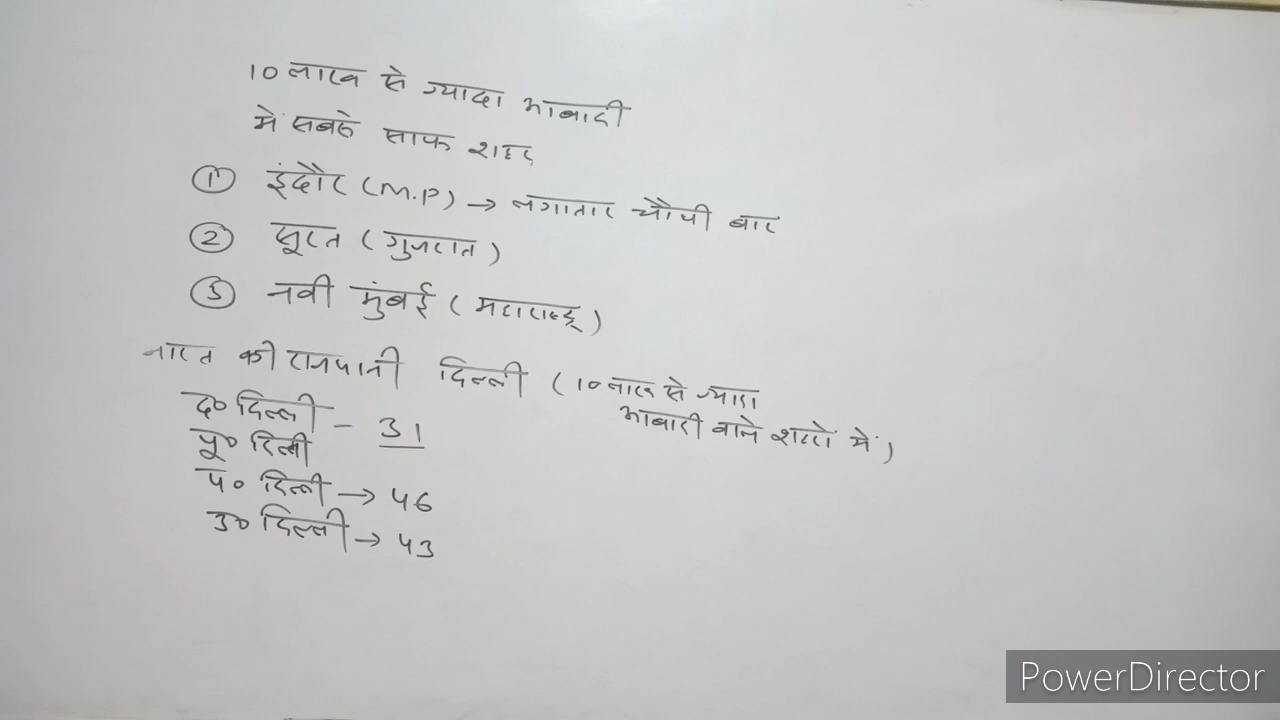 10 लाख से ज्यादा आबादी
में सबसे साफ शहर
① इंदौर (M.P) → लगातार चौथी बार
② सूरत (गुजरात)
③ नवी मुंबई (महाराष्ट्र)
भारत की राजधानी दिल्ली (10 लाख से ज्यादा
आबादी वाले शहरों में)
द० दिल्ली - 31
पू० दिल्ली
प० दिल्ली → 46
उ० दिल्ली → 43
PowerDirector